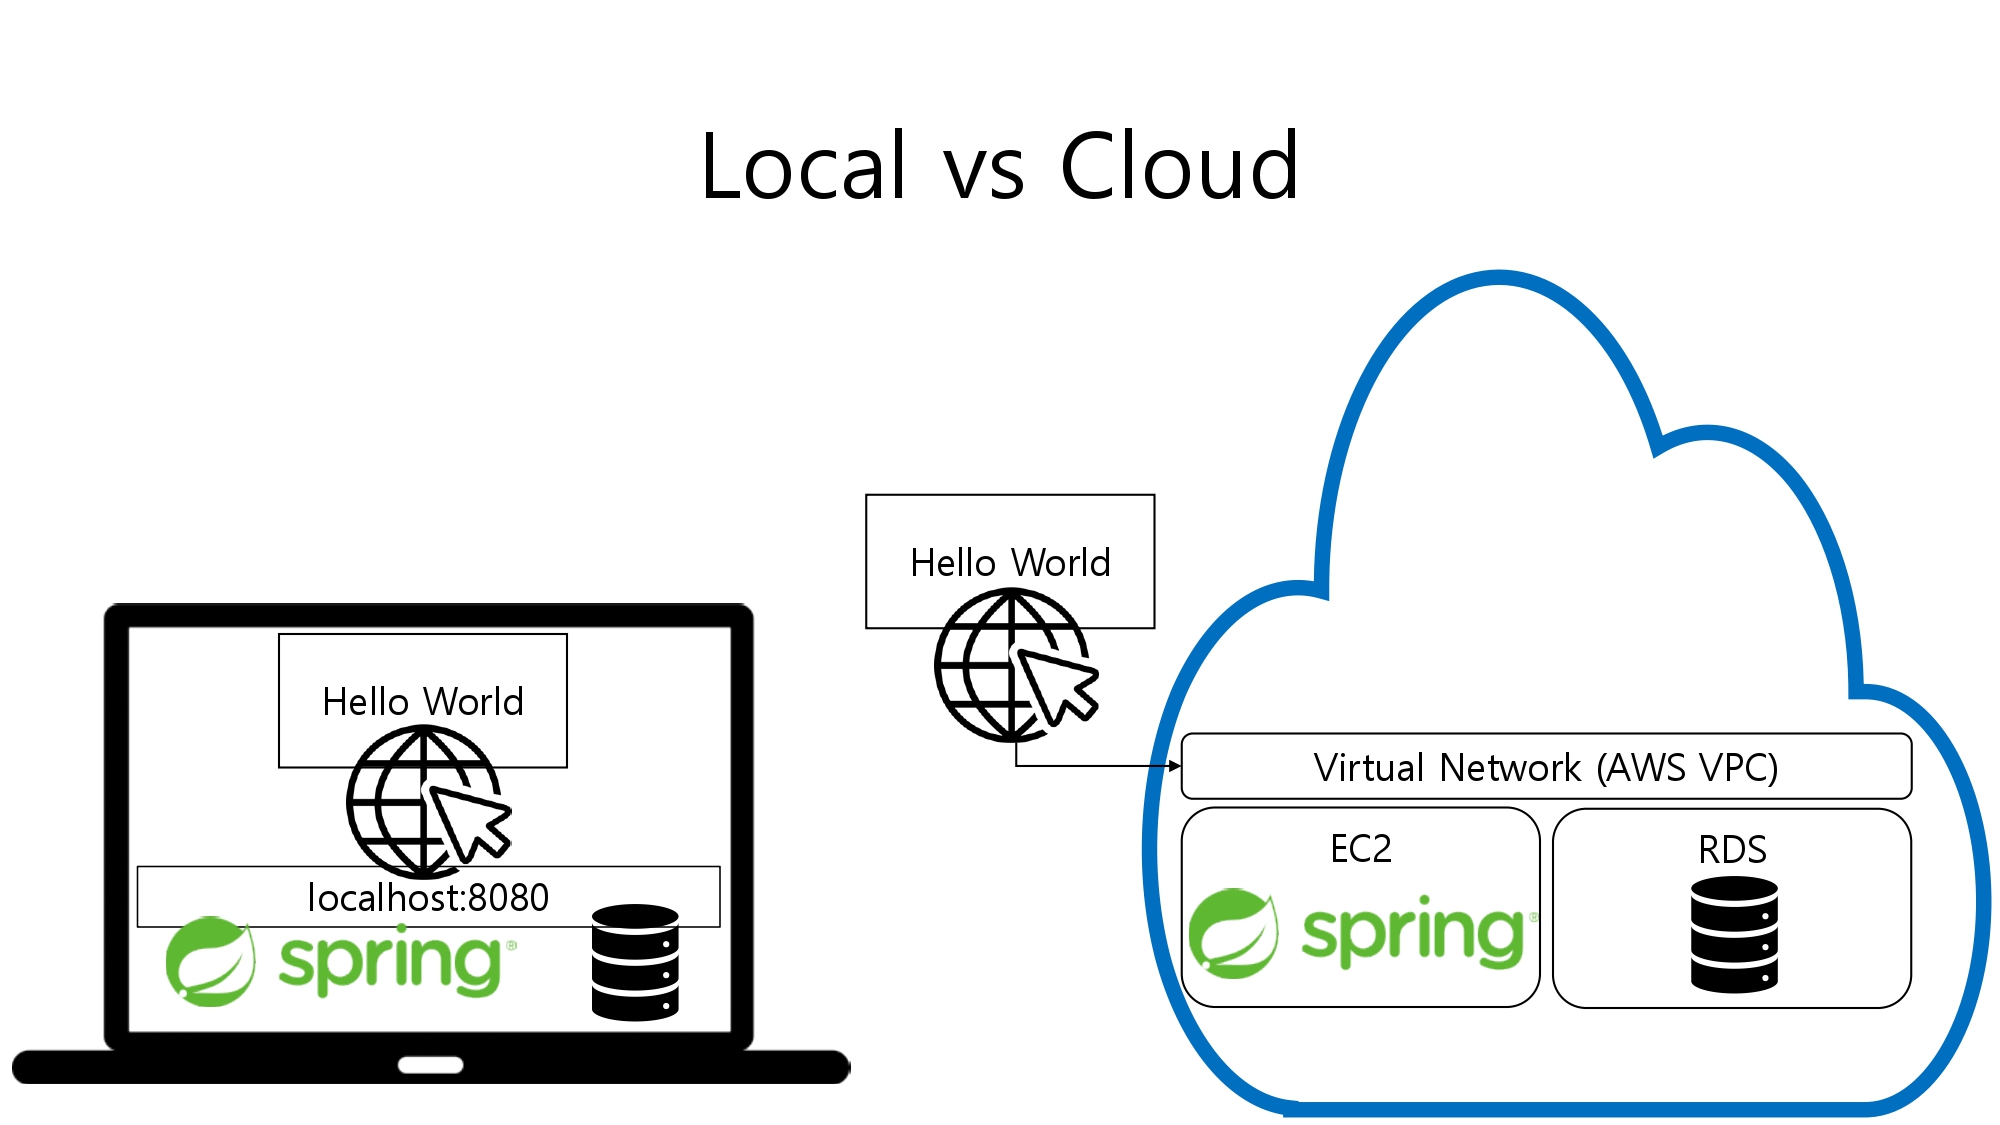 Local vs Cloud
Hello World
localhost:8080
spring®
Hello World
Virtual Network (AWS VPC)
EC2
spring®
RDS